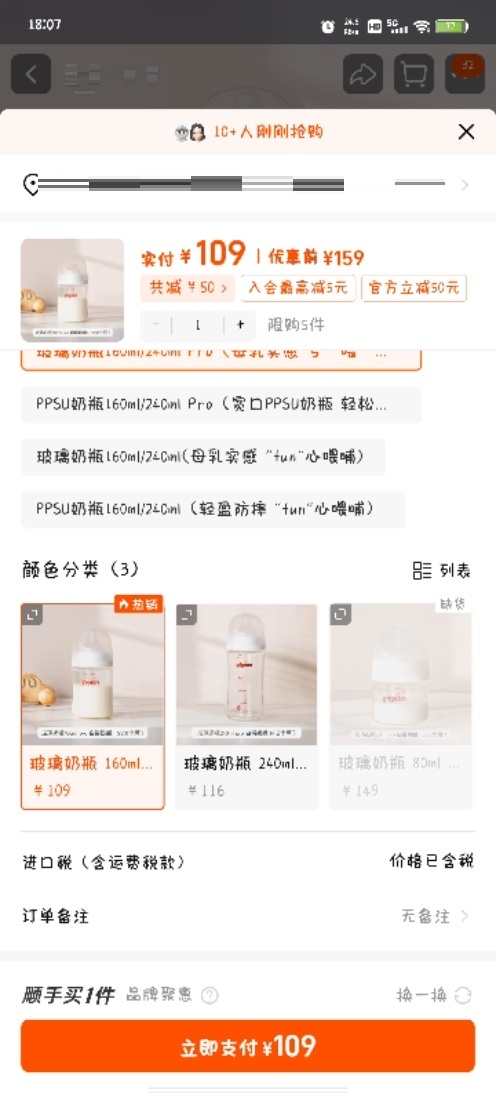 18:07
HD 5G
10+人刚刚抢购
实付¥109 | 优惠前¥159
共减¥50 > 入会最高减5元 官方立减50元
- 1 + 限购5件
玻璃奶瓶160ml/240ml Pro（母乳实感
PPSU奶瓶160ml/240ml Pro（宽口PPSU奶瓶 轻松...
玻璃奶瓶160ml/240ml(母乳实感 "fun"心喂哺）
PPSU奶瓶160ml/240ml（轻盈防摔 "fun"心喂哺）
颜色分类（3） 列表
热销 缺货
玻璃奶瓶 160ml... 玻璃奶瓶 240ml... 玻璃奶瓶 80ml ...
¥109 ¥116 ¥149
进口税（含运费税款） 价格已含税
订单备注 无备注 >
顺手买1件 品牌聚惠 换一换
立即支付¥109